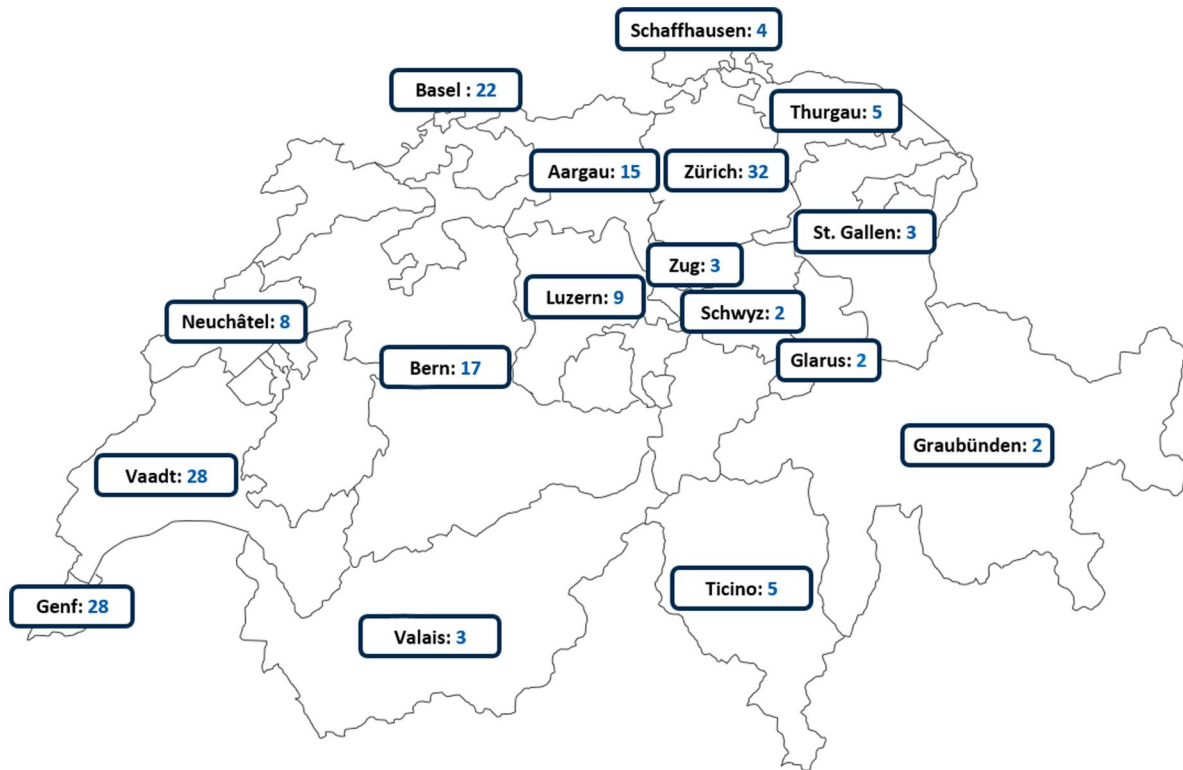 Schaffhausen: 4
Basel : 22
Thurgau: 5
Aargau: 15
Zürich: 32
St. Gallen: 3
Zug: 3
Luzern: 9
Schwyz: 2
Neuchâtel: 8
Glarus: 2
Bern: 17
Graubünden: 2
Vaadt: 28
Ticino: 5
Genf: 28
Valais: 3